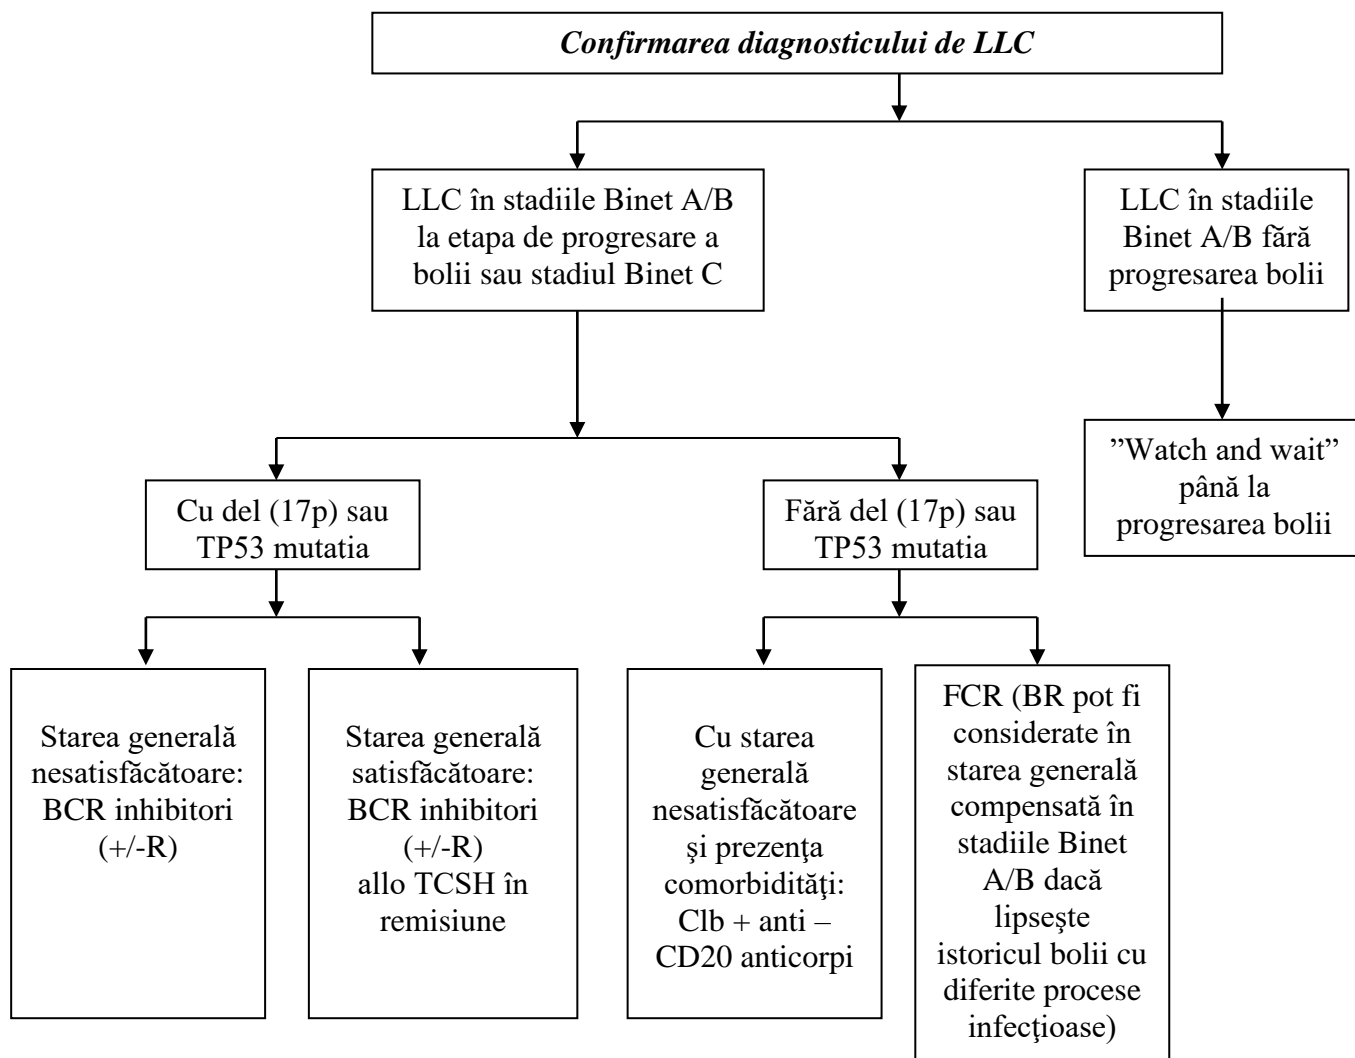 Confirmarea diagnosticului de LLC
LLC în stadiile Binet A/B
la etapa de progresare a
bolii sau stadiul Binet C
LLC în stadiile
Binet A/B fără
progresarea bolii
”Watch and wait”
până la
progresarea bolii
Cu del (17p) sau
TP53 mutatia
Fără del (17p) sau
TP53 mutatia
Starea generală
nesatisfăcătoare:
BCR inhibitori
(+/-R)
Starea generală
satisfăcătoare:
BCR inhibitori
(+/-R)
allo TCSH în
remisiune
Cu starea
generală
nesatisfăcătoare
şi prezenţa
comorbidităţi:
Clb + anti –
CD20 anticorpi
FCR (BR pot fi
considerate în
starea generală
compensată în
stadiile Binet
A/B dacă
lipseşte
istoricul bolii cu
diferite procese
infecţioase)